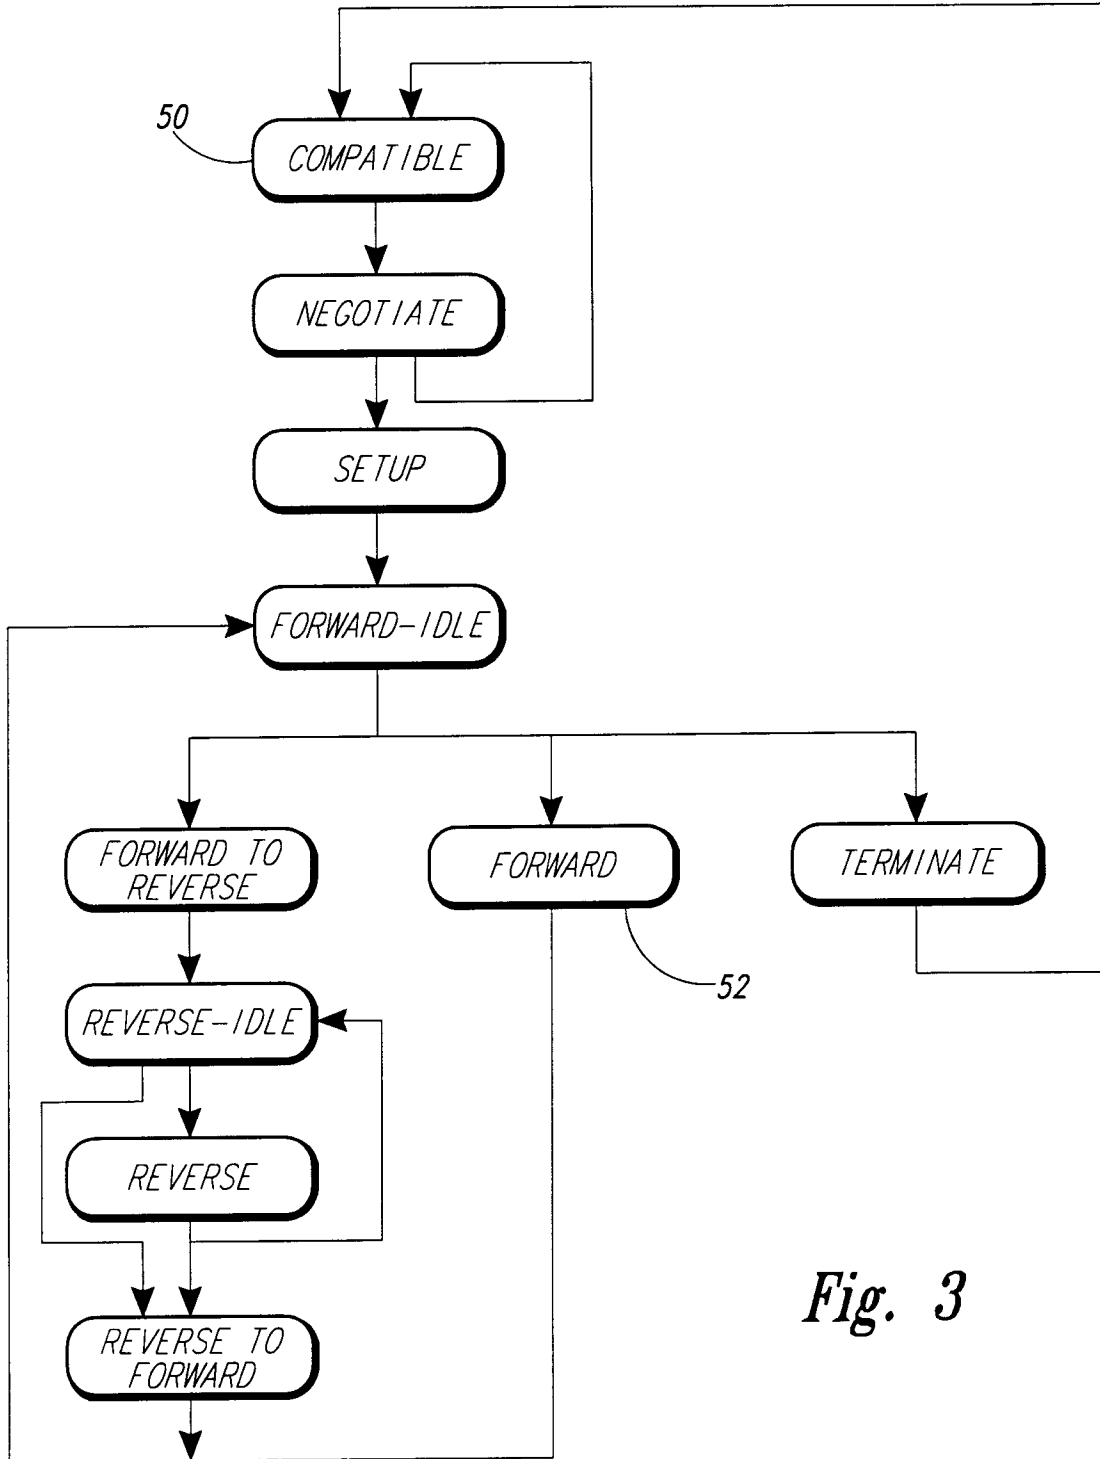 50
COMPATIBLE
NEGOTIATE
SETUP
FORWARD-IDLE
FORWARD TO
REVERSE
FORWARD
TERMINATE
52
REVERSE-IDLE
REVERSE
REVERSE TO
FORWARD
Fig. 3